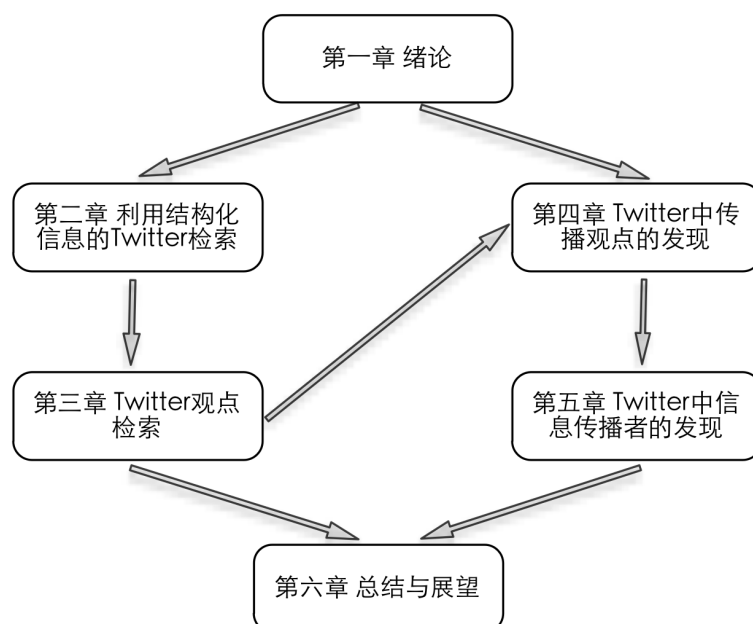 第一章 绪论
第二章 利用结构化
信息的Twitter检索
第四章 Twitter中传
播观点的发现
第三章 Twitter观点
检索
第五章 Twitter中信
息传播者的发现
第六章 总结与展望